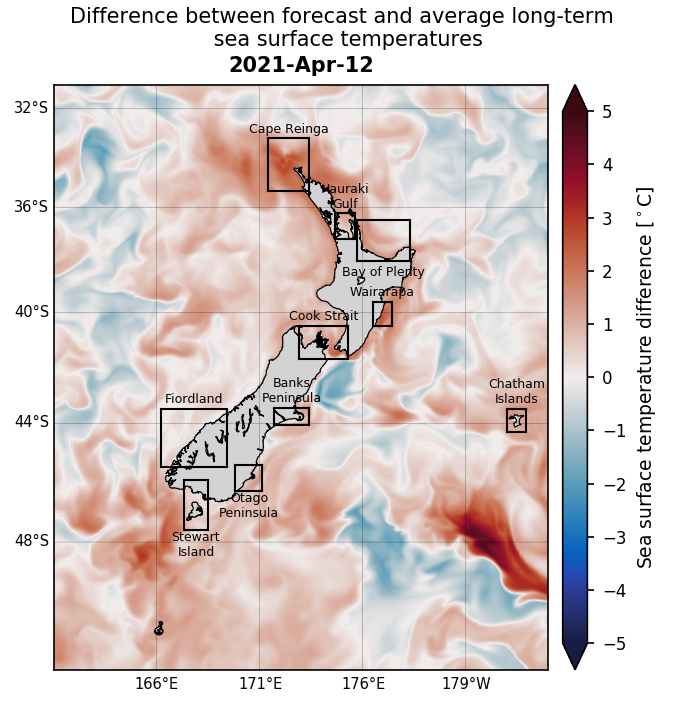 Difference between forecast and average long-term
sea surface temperatures
2021-Apr-12
32°S
36°S
40°S
44°S
48°S
Cape Reinga
Hauraki
Gulf
Bay of Plenty
Wairarapa
Cook Strait
Banks
Peninsula
Fiordland
Chatham
Islands
Otago
Peninsula
Stewart
Island
166°E
171°E
176°E
179°W
5
4
3
2
1
0
−1
−2
−3
−4
−5
Sea surface temperature difference [°C]